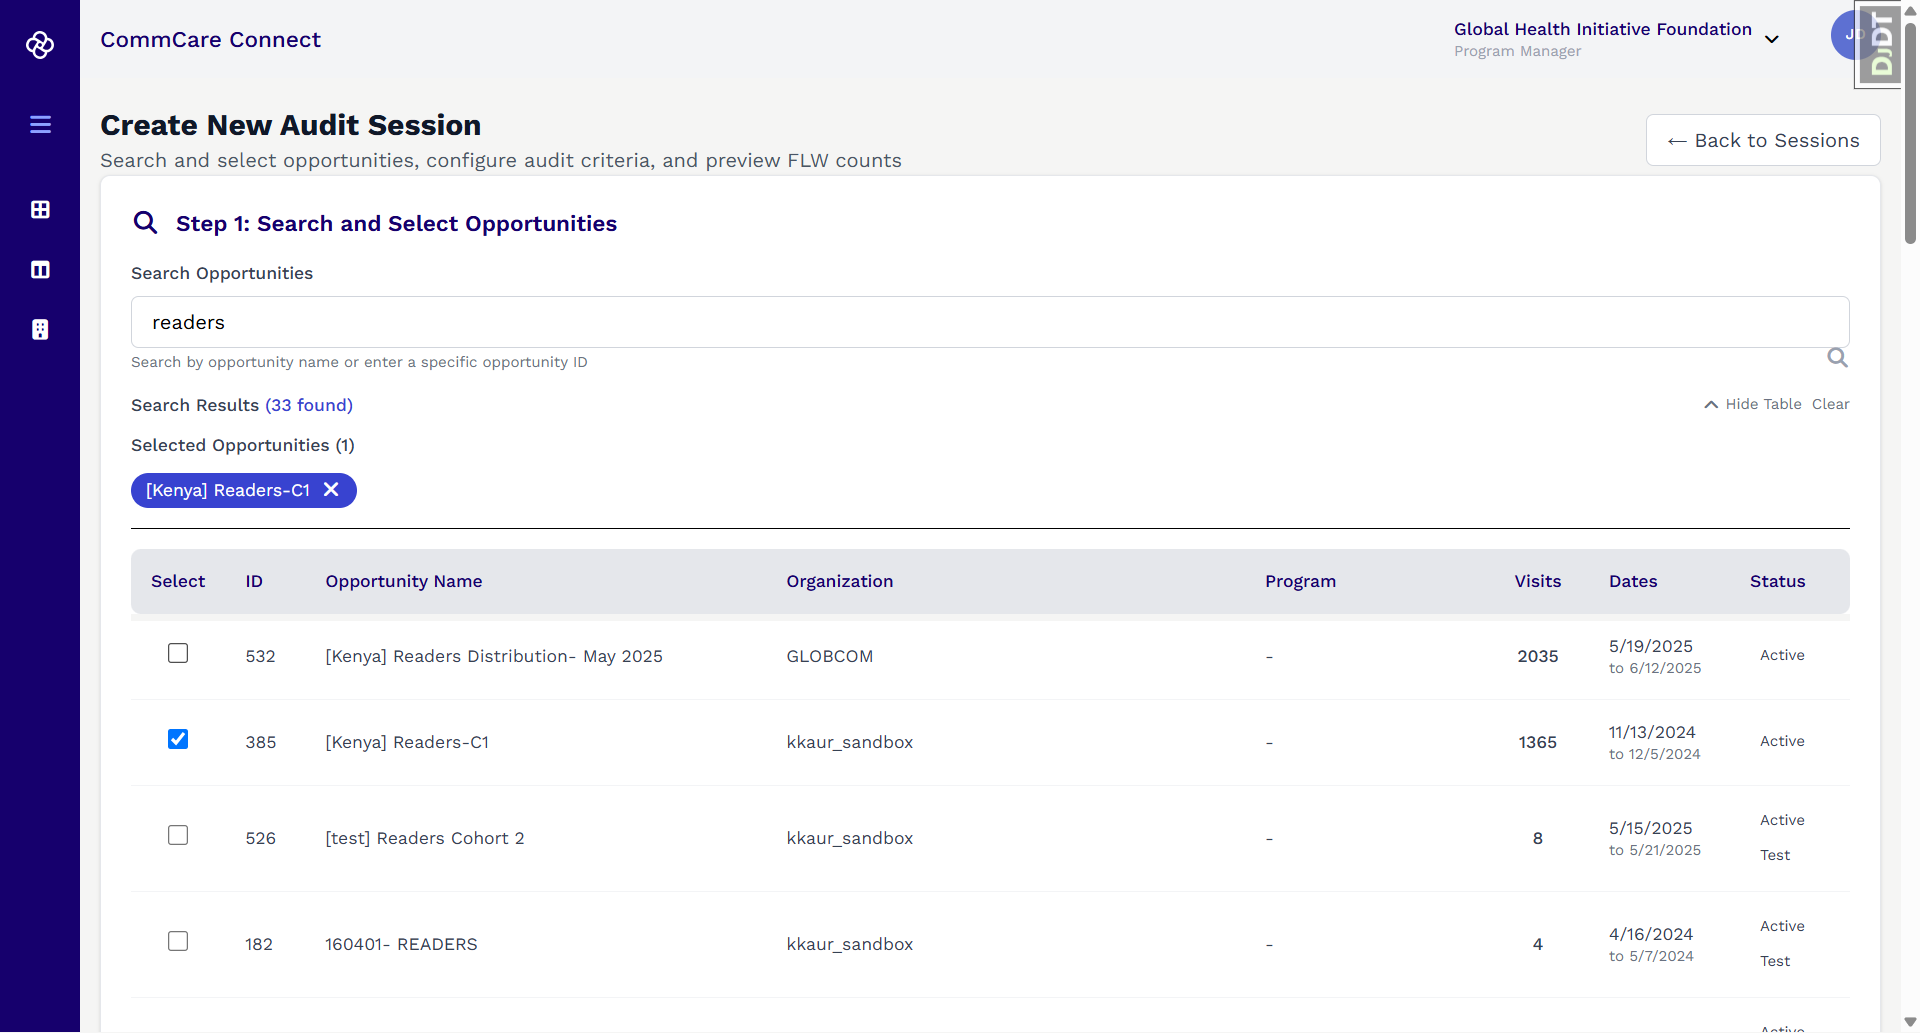 CommCare Connect
Global Health Initiative Foundation
Program Manager
DjDT
Create New Audit Session
Search and select opportunities, configure audit criteria, and preview FLW counts
← Back to Sessions
Step 1: Search and Select Opportunities
Search Opportunities
readers
Search by opportunity name or enter a specific opportunity ID
Search Results (33 found)
Hide Table Clear
Selected Opportunities (1)
[Kenya] Readers-C1
Select ID Opportunity Name Organization Program Visits Dates Status
532 [Kenya] Readers Distribution- May 2025 GLOBCOM - 2035 5/19/2025 Active
to 6/12/2025
385 [Kenya] Readers-C1 kkaur_sandbox - 1365 11/13/2024 Active
to 12/5/2024
526 [test] Readers Cohort 2 kkaur_sandbox - 8 5/15/2025 Active
to 5/21/2025 Test
182 160401- READERS kkaur_sandbox - 4 4/16/2024 Active
to 5/7/2024 Test
Active